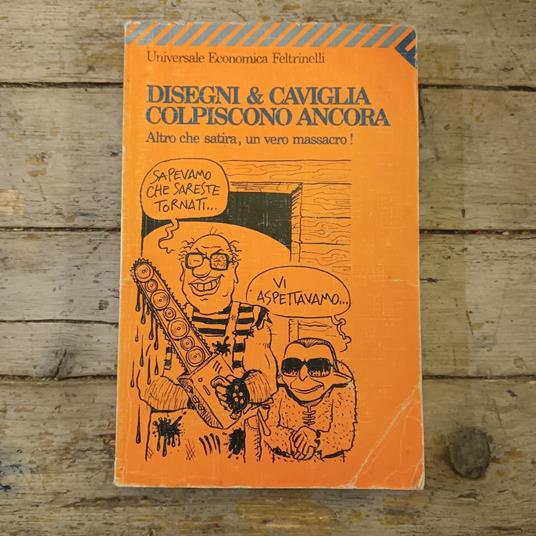 Universale Economica Feltrinelli
DISEGNI & CAVIGLIA
COLPISCONO ANCORA
Altro che satira, un vero massacro!
SAPEVAMO
CHE SARESTE
TORNATI...
VI
ASPETTAVAMO...